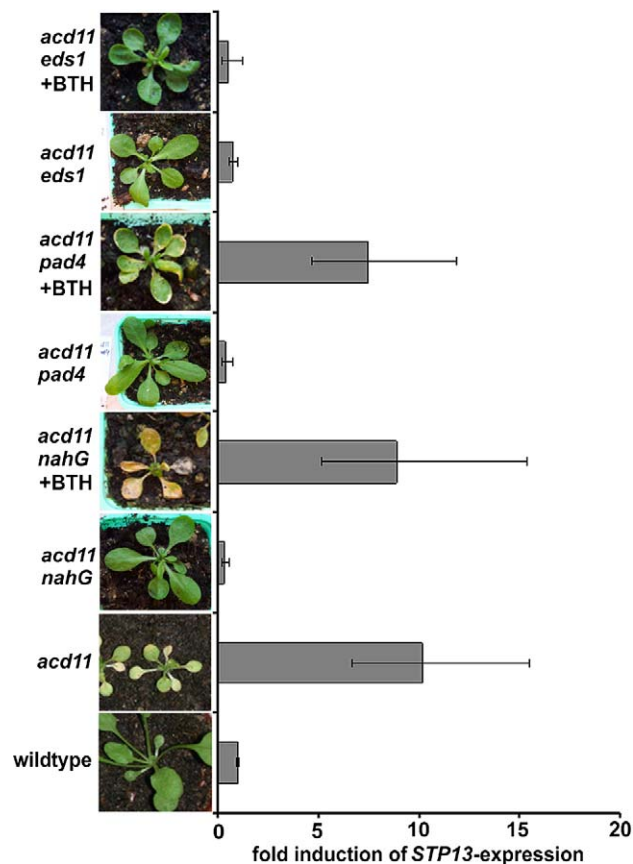 acd11
eds1
+BTH
acd11
eds1
acd11
pad4
+BTH
acd11
pad4
acd11
nahG
+BTH
acd11
nahG
acd11
wildtype
0 5 10 15 20
fold induction of STP13-expression